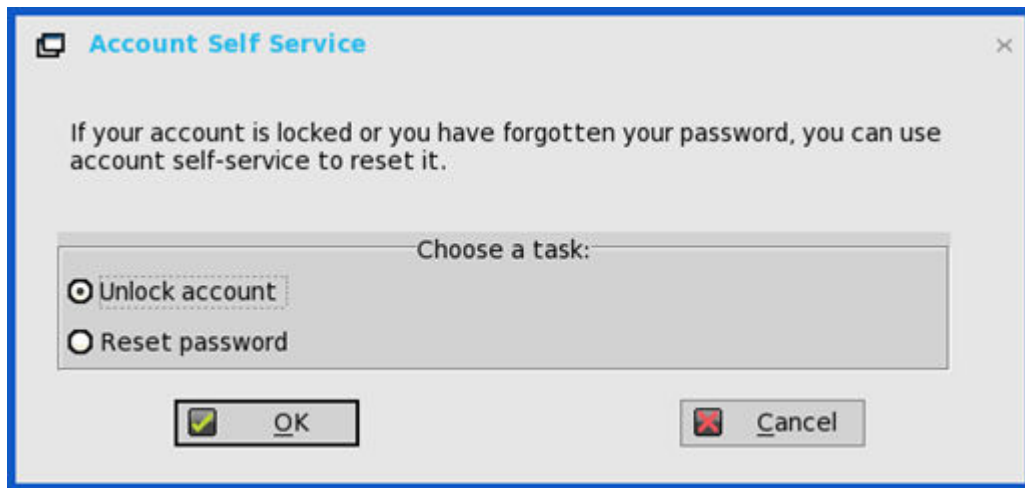 Account Self Service
If your account is locked or you have forgotten your password, you can use
account self-service to reset it.
Choose a task:
Unlock account
Reset password
OK
Cancel